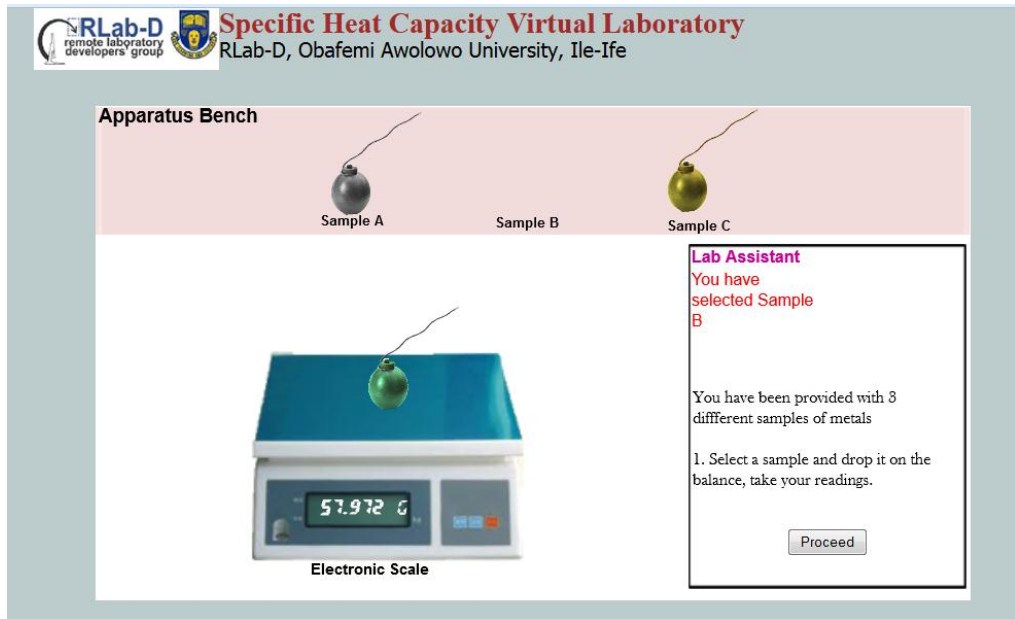 RLab-D
remote laboratory
developers' group
Specific Heat Capacity Virtual Laboratory
RLab-D, Obafemi Awolowo University, Ile-Ife
Apparatus Bench
Sample A
Sample B
Sample C
Lab Assistant
You have
selected Sample
B
You have been provided with 3
diffferent samples of metals
1. Select a sample and drop it on the
balance, take your readings.
Proceed
57.972 G
Electronic Scale